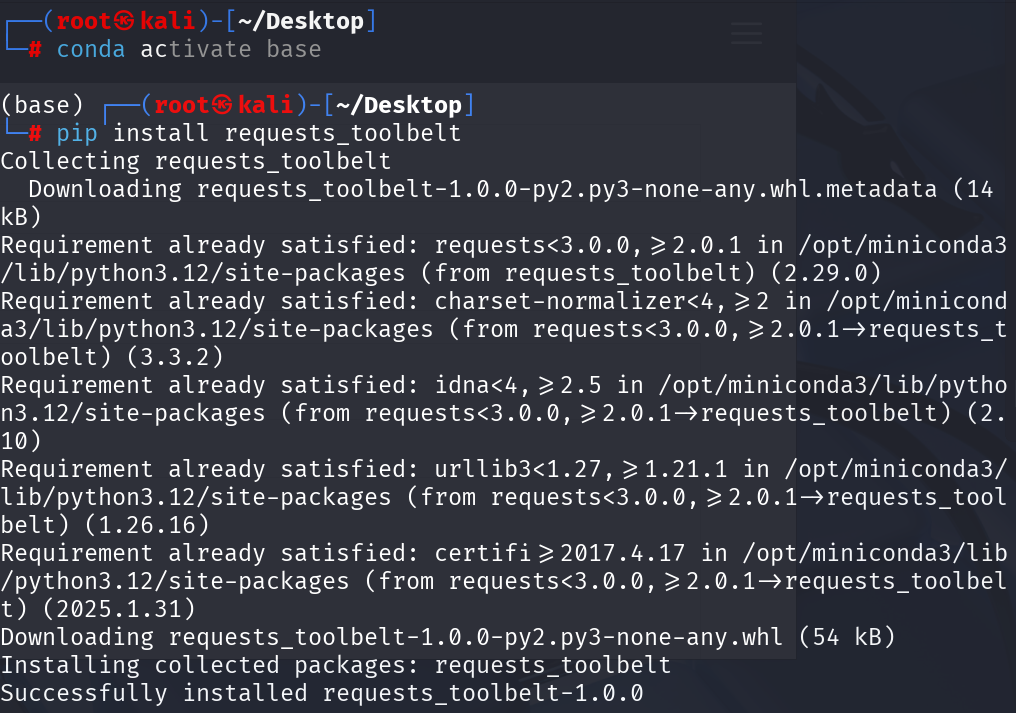 ┌──(root㉿kali)-[~/Desktop]
└─# conda activate base
(base) ┌──(root㉿kali)-[~/Desktop]
└─# pip install requests_toolbelt
Collecting requests_toolbelt
  Downloading requests_toolbelt-1.0.0-py2.py3-none-any.whl.metadata (14
kB)
Requirement already satisfied: requests<3.0.0,>=2.0.1 in /opt/miniconda3
/lib/python3.12/site-packages (from requests_toolbelt) (2.29.0)
Requirement already satisfied: charset-normalizer<4,>=2 in /opt/minicond
a3/lib/python3.12/site-packages (from requests<3.0.0,>=2.0.1->requests_t
oolbelt) (3.3.2)
Requirement already satisfied: idna<4,>=2.5 in /opt/miniconda3/lib/pytho
n3.12/site-packages (from requests<3.0.0,>=2.0.1->requests_toolbelt) (2.
10)
Requirement already satisfied: urllib3<1.27,>=1.21.1 in /opt/miniconda3/
lib/python3.12/site-packages (from requests<3.0.0,>=2.0.1->requests_tool
belt) (1.26.16)
Requirement already satisfied: certifi>=2017.4.17 in /opt/miniconda3/lib
/python3.12/site-packages (from requests<3.0.0,>=2.0.1->requests_toolbel
t) (2025.1.31)
Downloading requests_toolbelt-1.0.0-py2.py3-none-any.whl (54 kB)
Installing collected packages: requests_toolbelt
Successfully installed requests_toolbelt-1.0.0